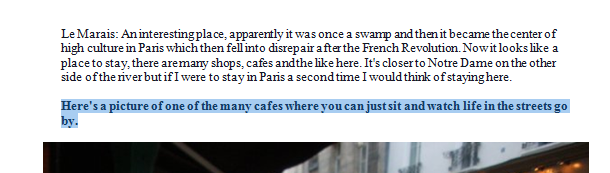 Le Marais: An interesting place, apparently it was once a swamp and then it became the center of
high culture in Paris which then fell into disrepair after the French Revolution. Now it looks like a
place to stay, there are many shops, cafes and the like here. It's closer to Notre Dame on the other
side of the river but if I were to stay in Paris a second time I would think of staying here.
Here's a picture of one of the many cafes where you can just sit and watch life in the streets go
by.